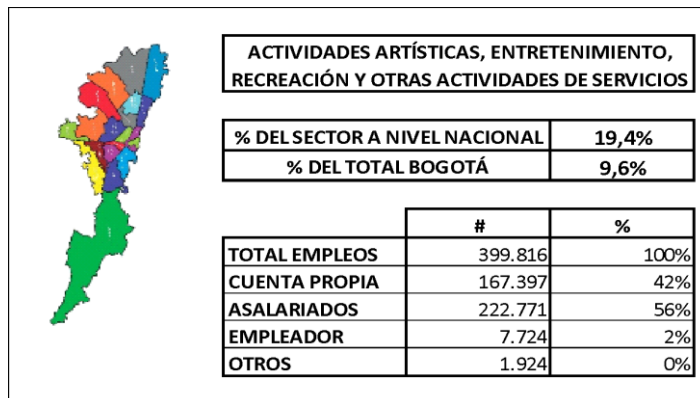 ACTIVIDADES ARTÍSTICAS, ENTRETENIMIENTO,
RECREACIÓN Y OTRAS ACTIVIDADES DE SERVICIOS
% DEL SECTOR A NIVEL NACIONAL 19,4%
% DEL TOTAL BOGOTÁ 9,6%
# %
TOTAL EMPLEOS 399.816 100%
CUENTA PROPIA 167.397 42%
ASALARIADOS 222.771 56%
EMPLEADOR 7.724 2%
OTROS 1.924 0%